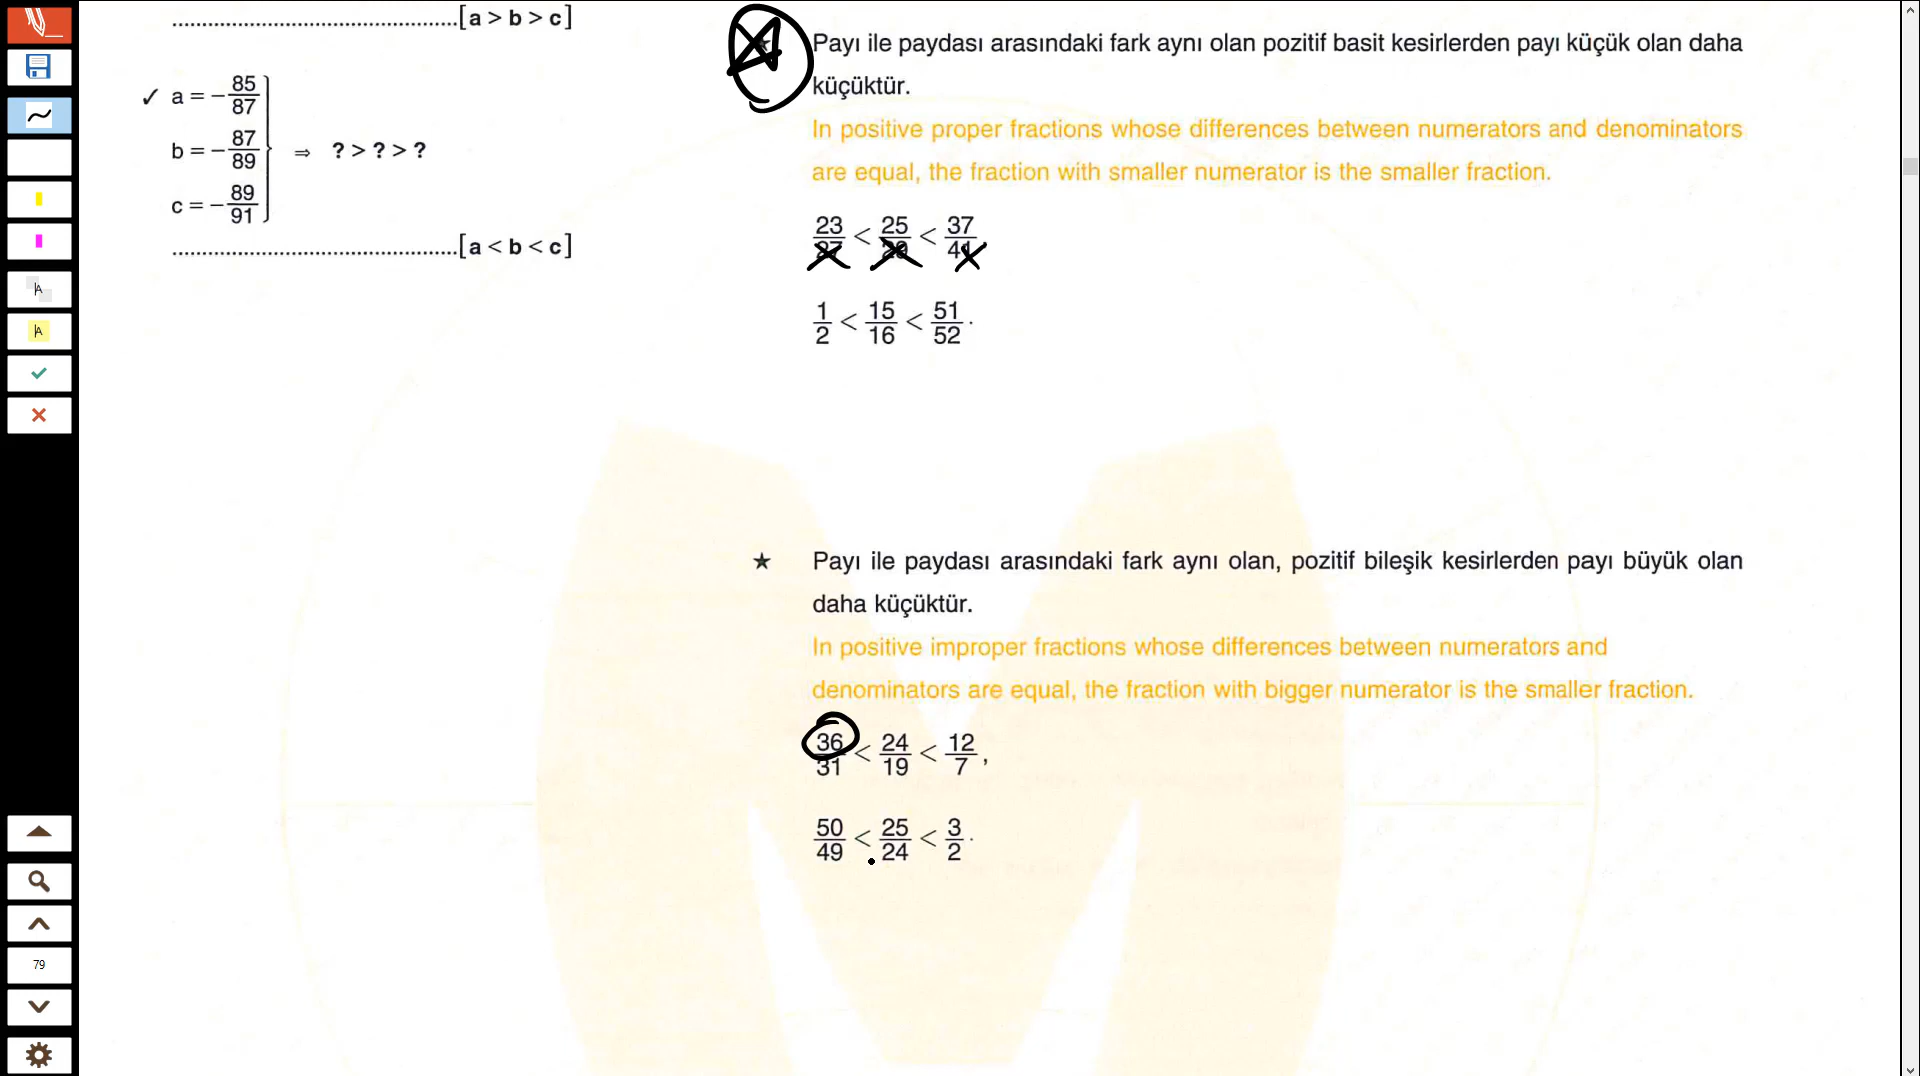 ........................................[a > b > c]
✓ a = −85/87
b = −87/89 ⇒ ? > ? > ?
c = −89/91
........................................[a < b < c]
Payı ile paydası arasındaki fark aynı olan pozitif basit kesirlerden payı küçük olan daha
küçüktür.
In positive proper fractions whose differences between numerators and denominators
are equal, the fraction with smaller numerator is the smaller fraction.
23/27 < 25/29 < 37/41
1/2 < 15/16 < 51/52.
★ Payı ile paydası arasındaki fark aynı olan, pozitif bileşik kesirlerden payı büyük olan
daha küçüktür.
In positive improper fractions whose differences between numerators and
denominators are equal, the fraction with bigger numerator is the smaller fraction.
36/31 < 24/19 < 12/7,
50/49 < 25/24 < 3/2.
A
A
79